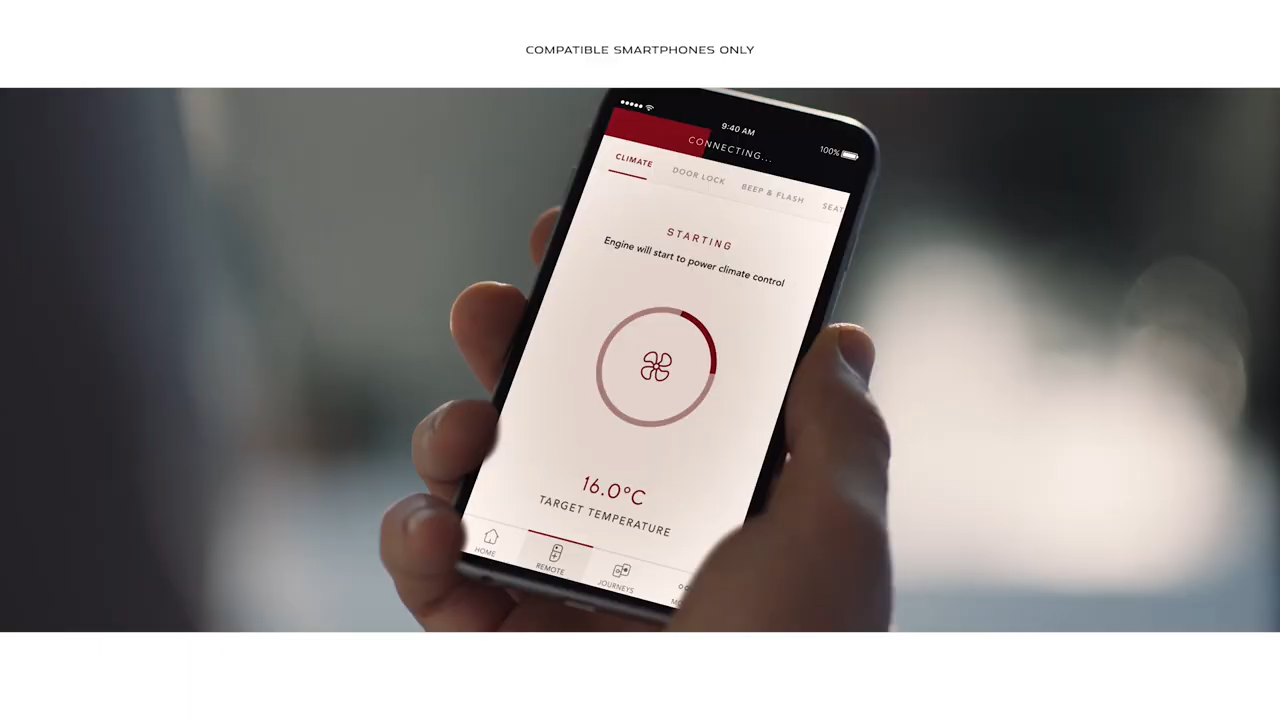 COMPATIBLE SMARTPHONES ONLY
9:40 AM
100%
CONNECTING...
CLIMATE
DOOR LOCK
BEEP & FLASH
SEAT
STARTING
Engine will start to power climate control
16.0°C
TARGET TEMPERATURE
HOME
REMOTE
JOURNEYS